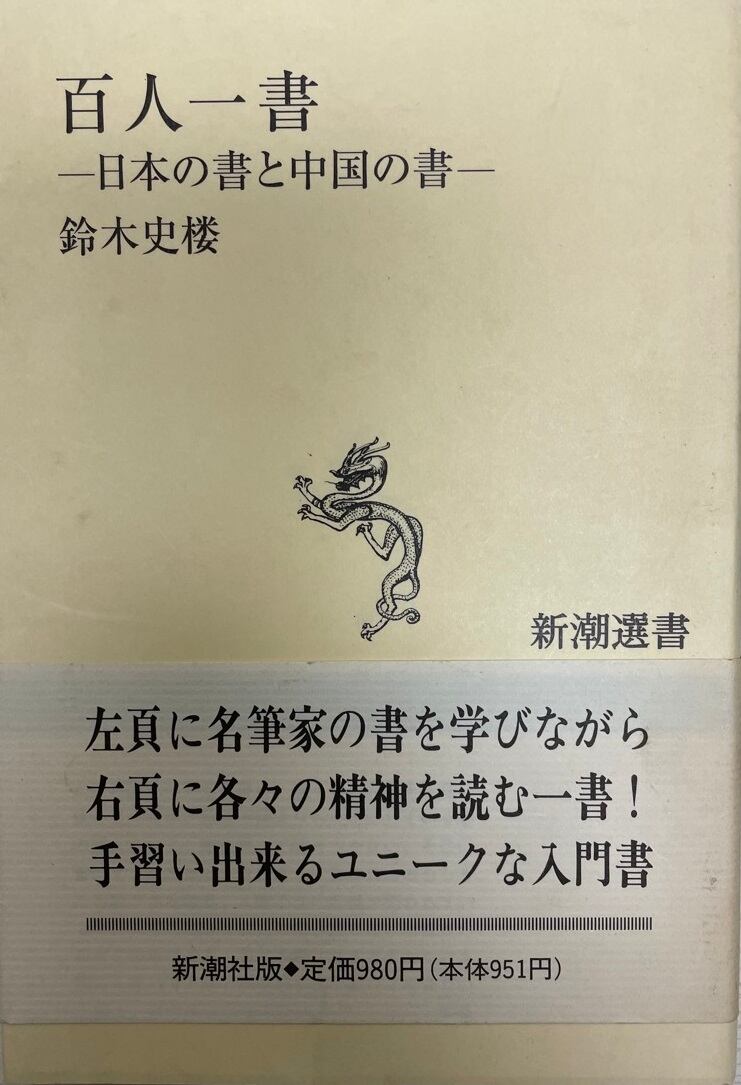 百人一書
―日本の書と中国の書―
鈴木史楼
新潮選書
左頁に名筆家の書を学びながら
右頁に各々の精神を読む一書!
手習い出来るユニークな入門書
新潮社版◆定価980円(本体951円)